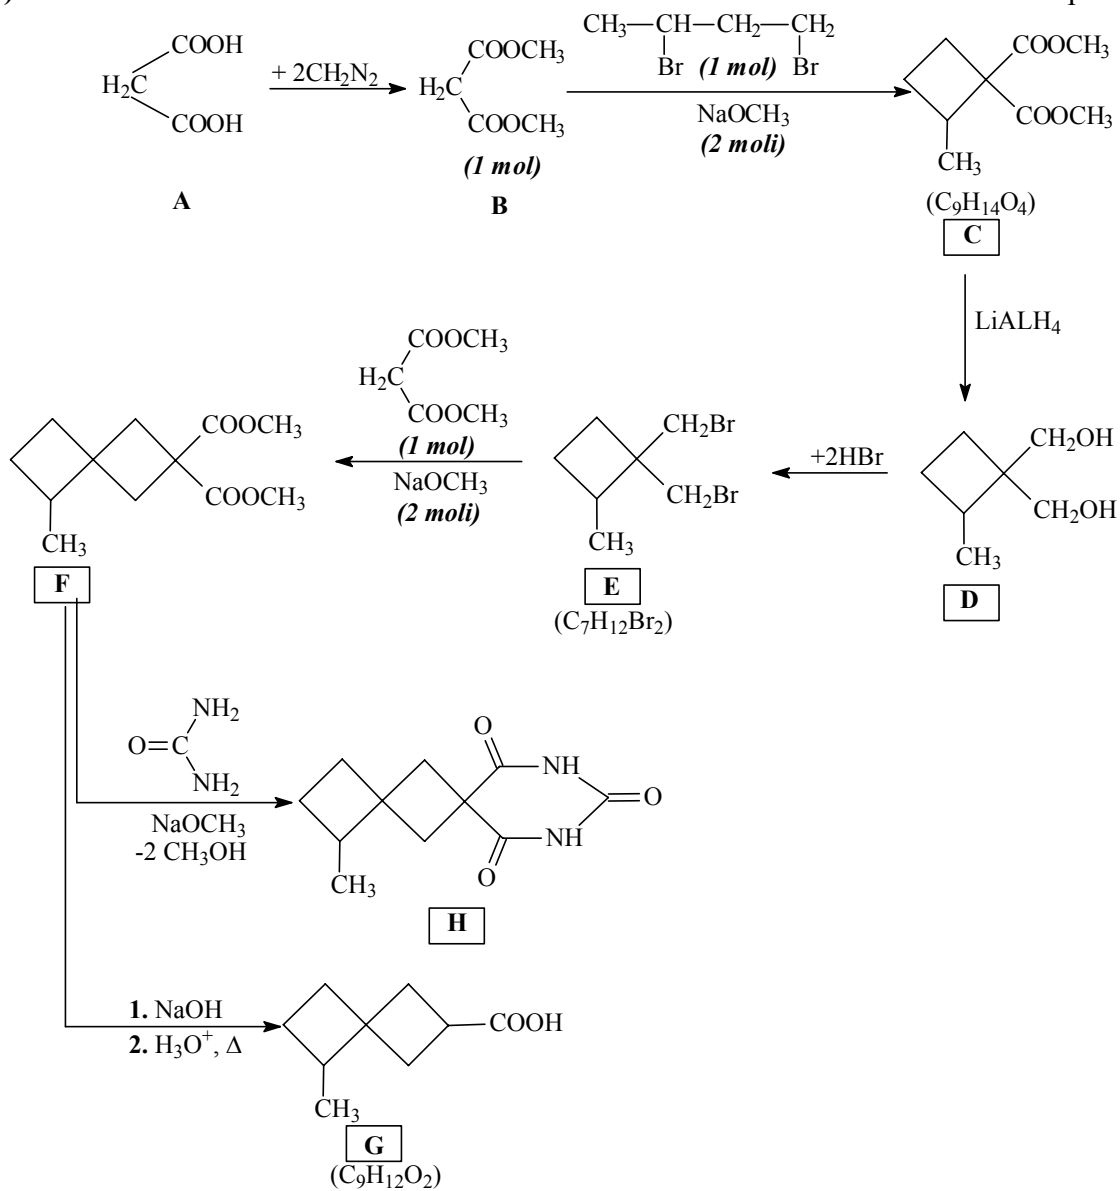 )
COOH
H₂C
COOH
A
+ 2CH₂N₂
COOCH₃
H₂C
COOCH₃
(1 mol)
B
CH₃—CH—CH₂—CH₂
Br (1 mol) Br
NaOCH₃
(2 moli)
COOCH₃
COOCH₃
CH₃
(C₉H₁₄O₄)
C
LiALH₄
CH₂OH
CH₂OH
CH₃
D
+2HBr
CH₂Br
CH₂Br
CH₃
E
(C₇H₁₂Br₂)
COOCH₃
H₂C
COOCH₃
(1 mol)
NaOCH₃
(2 moli)
COOCH₃
COOCH₃
CH₃
F
NH₂
O=C
NH₂
NaOCH₃
-2 CH₃OH
O
NH
O
NH
O
CH₃
H
1. NaOH
2. H₃O⁺, Δ
COOH
CH₃
G
(C₉H₁₂O₂)